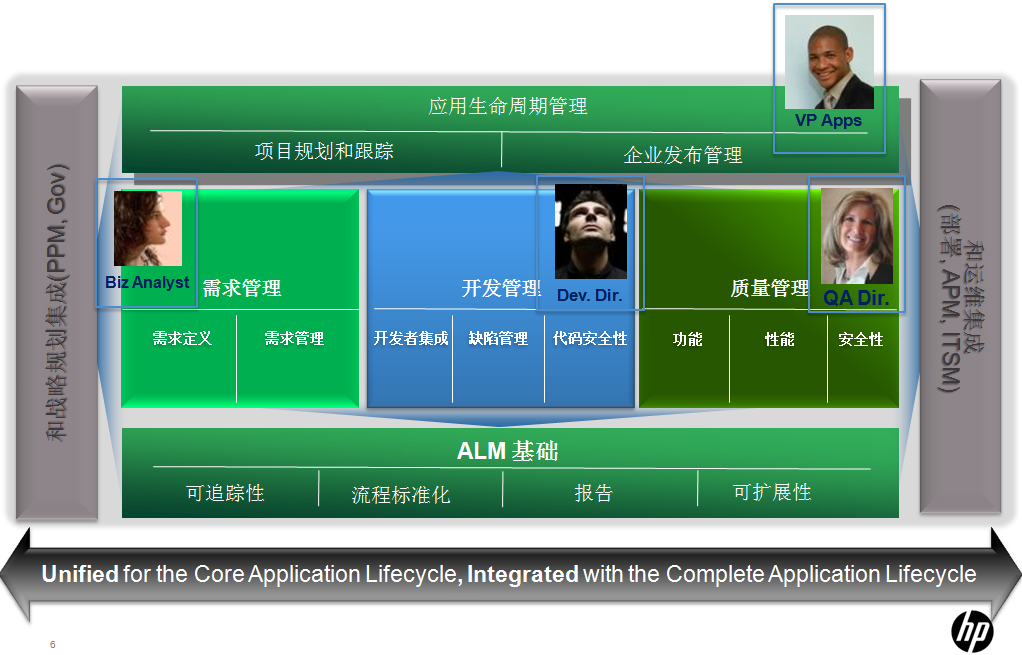 应用生命周期管理
VP Apps
项目规划和跟踪
企业发布管理
和战略规划集成(PPM, Gov)
Biz Analyst
需求管理
需求定义
需求管理
开发管理
Dev. Dir.
开发者集成
缺陷管理
代码安全性
质量管理
QA Dir.
功能
性能
安全性
和运维集成
(部署, APM, ITSM)
ALM 基础
可追踪性
流程标准化
报告
可扩展性
Unified for the Core Application Lifecycle, Integrated with the Complete Application Lifecycle
hp
6